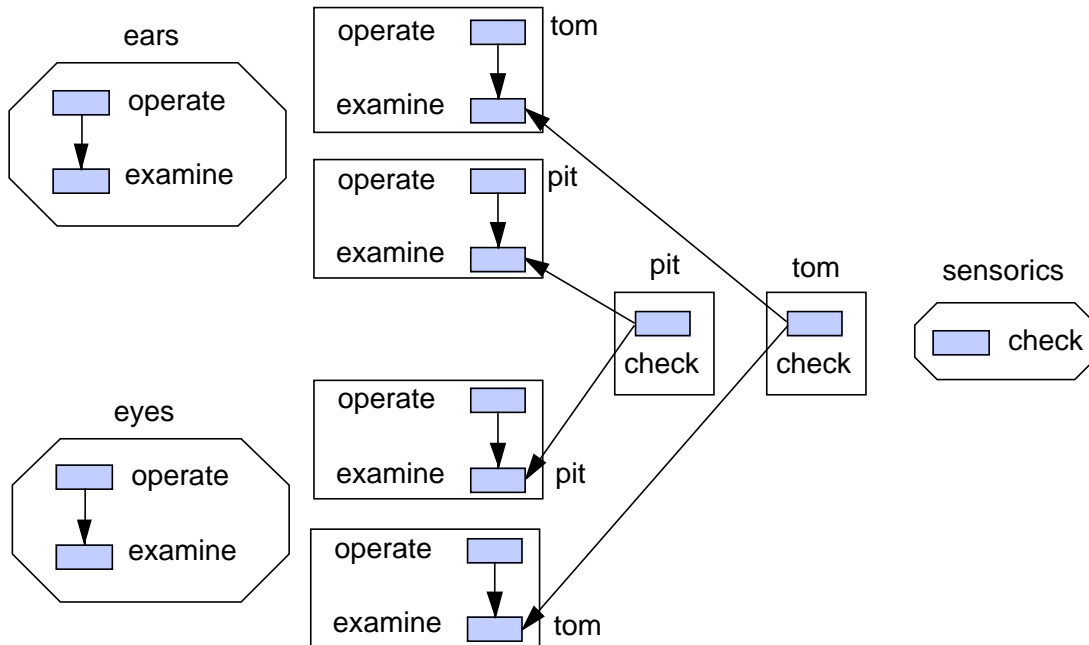 ears
operate
examine
operate
tom
examine
operate
pit
examine
pit
check
tom
check
sensorics
check
eyes
operate
examine
operate
examine
pit
operate
examine
tom